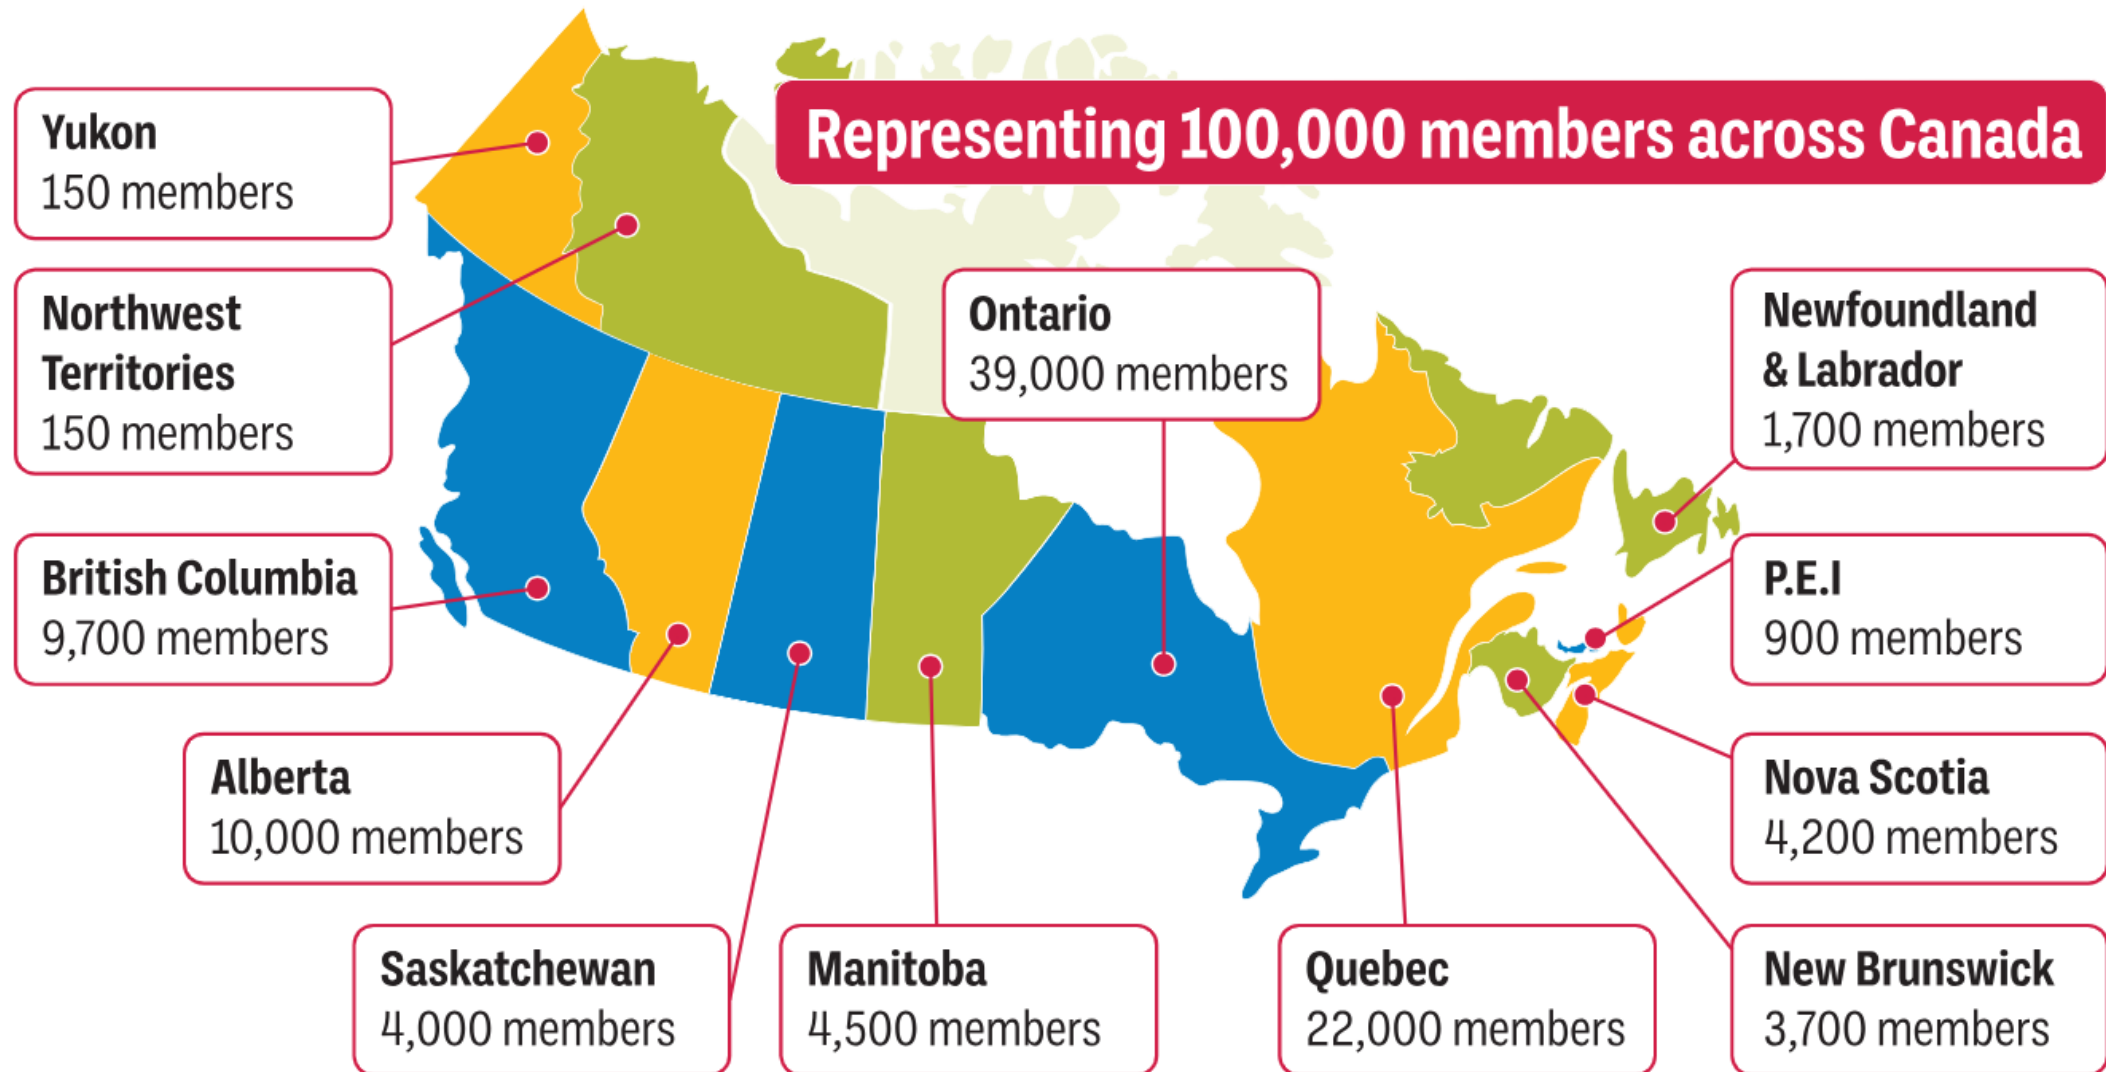 Representing 100,000 members across Canada
Yukon
150 members
Northwest
Territories
150 members
British Columbia
9,700 members
Alberta
10,000 members
Saskatchewan
4,000 members
Manitoba
4,500 members
Ontario
39,000 members
Quebec
22,000 members
Newfoundland
& Labrador
1,700 members
P.E.I
900 members
Nova Scotia
4,200 members
New Brunswick
3,700 members